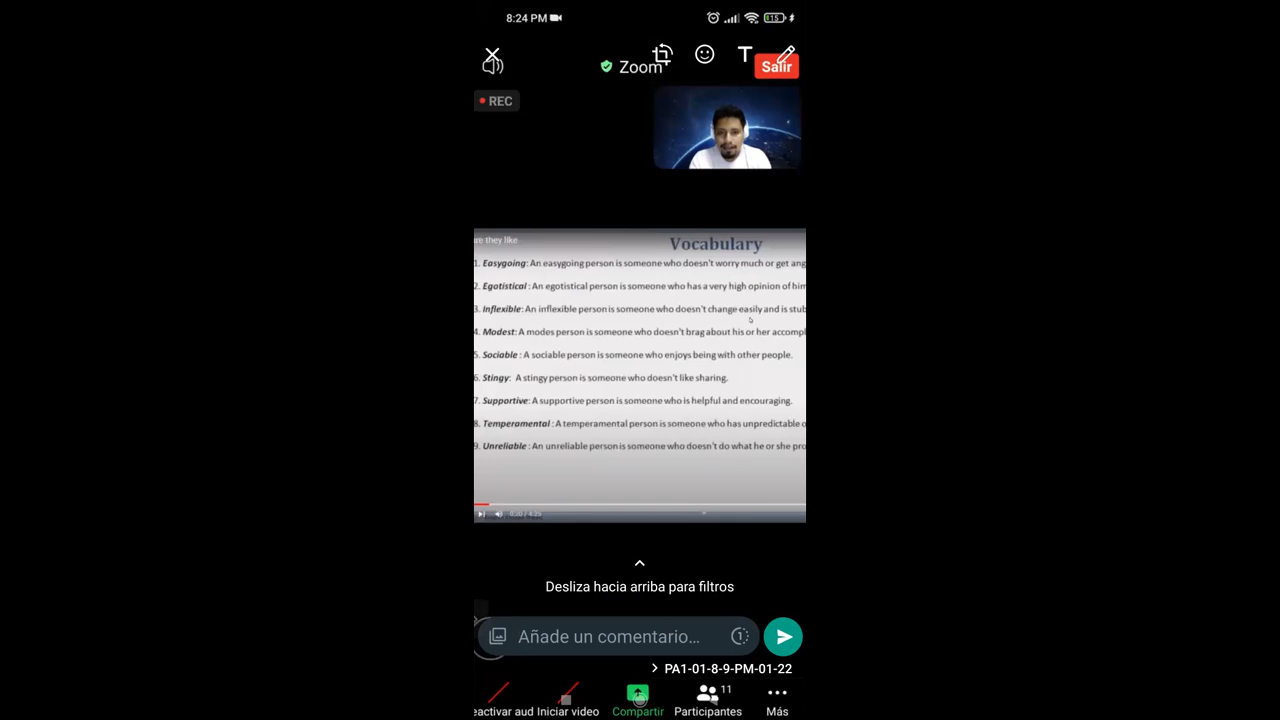 8:24 PM
15
Zoom
Salir
REC
are they like
Vocabulary
1. Easygoing: An easygoing person is someone who doesn't worry much or get ang
2. Egotistical : An egotistical person is someone who has a very high opinion of him
3. Inflexible: An inflexible person is someone who doesn't change easily and is stub
4. Modest: A modes person is someone who doesn't brag about his or her accompl
5. Sociable : A sociable person is someone who enjoys being with other people.
6. Stingy: A stingy person is someone who doesn't like sharing.
7. Supportive: A supportive person is someone who is helpful and encouraging.
8. Temperamental : A temperamental person is someone who has unpredictable o
9. Unreliable : An unreliable person is someone who doesn't do what he or she pro
Desliza hacia arriba para filtros
Añade un comentario...
1
PA1-01-8-9-PM-01-22
11
eactivar aud
Iniciar video
Compartir
Participantes
Más